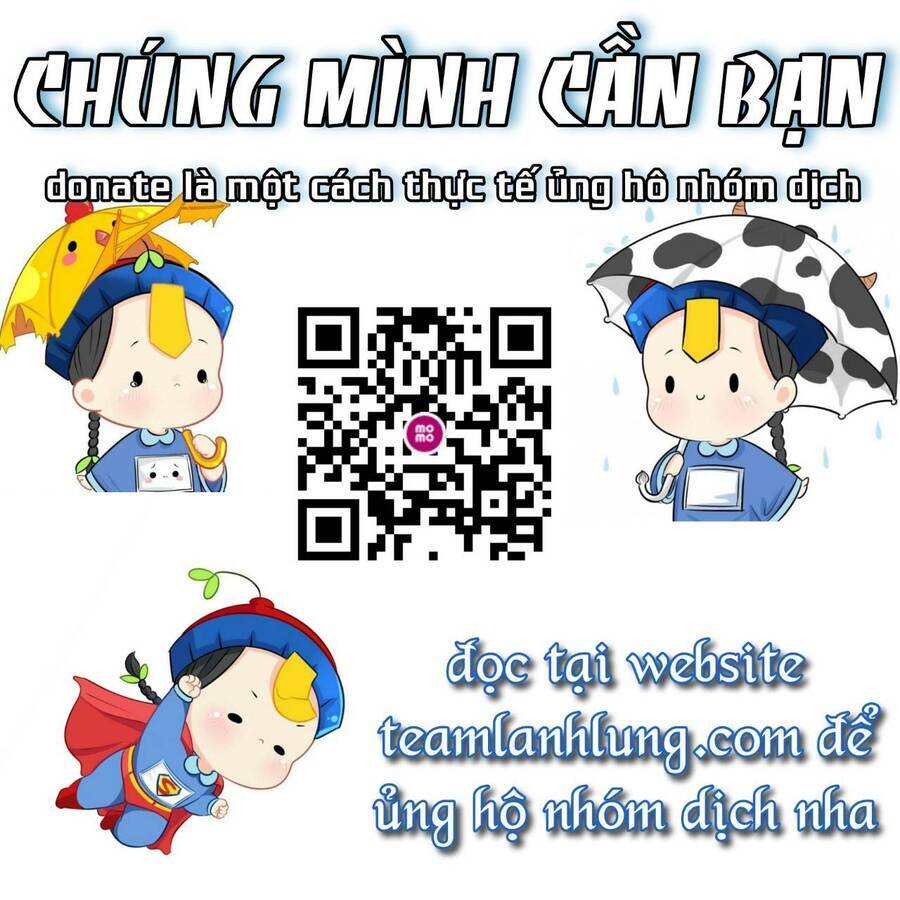 CHÚNG MÌNH CẦN BẠN
donate là một cách thực tế ủng hô nhóm dịch
mo
mo
S
đọc tại website
teamlanhlung.com để
ủng hộ nhóm dịch nha